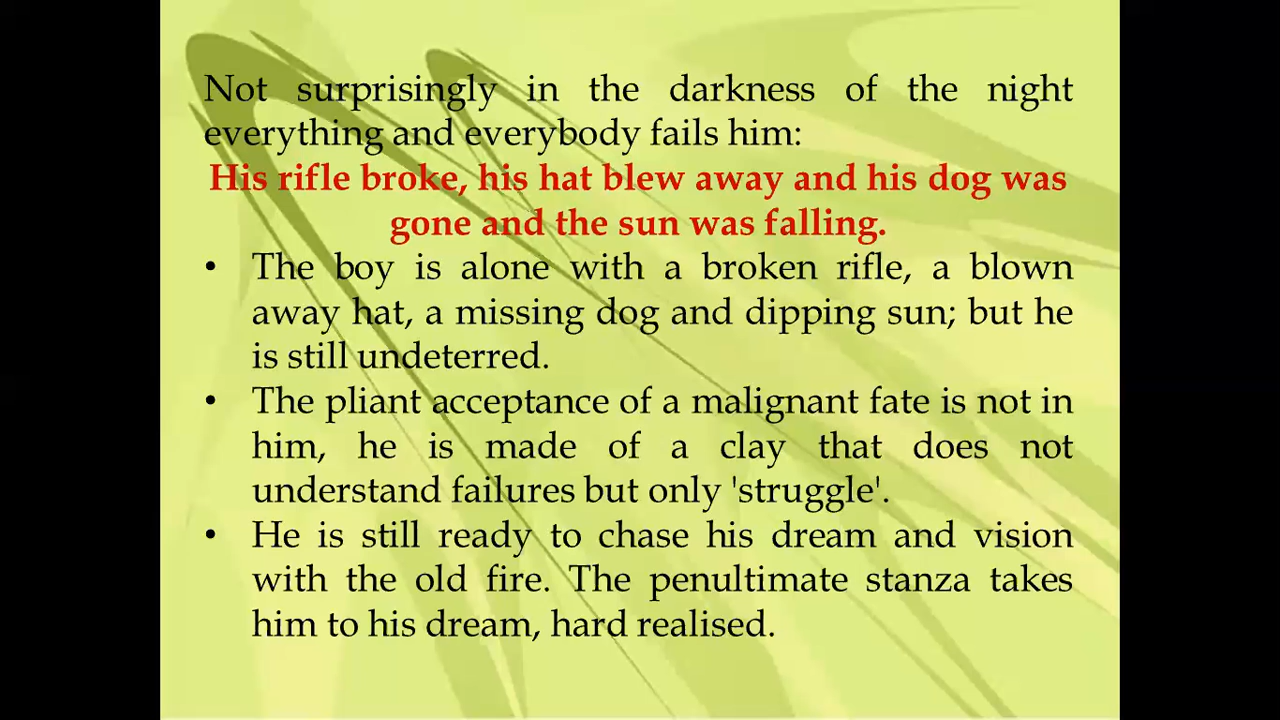 Not surprisingly in the darkness of the night
everything and everybody fails him:
His rifle broke, his hat blew away and his dog was
gone and the sun was falling.
• The boy is alone with a broken rifle, a blown
away hat, a missing dog and dipping sun; but he
is still undeterred.
• The pliant acceptance of a malignant fate is not in
him, he is made of a clay that does not
understand failures but only 'struggle'.
• He is still ready to chase his dream and vision
with the old fire. The penultimate stanza takes
him to his dream, hard realised.